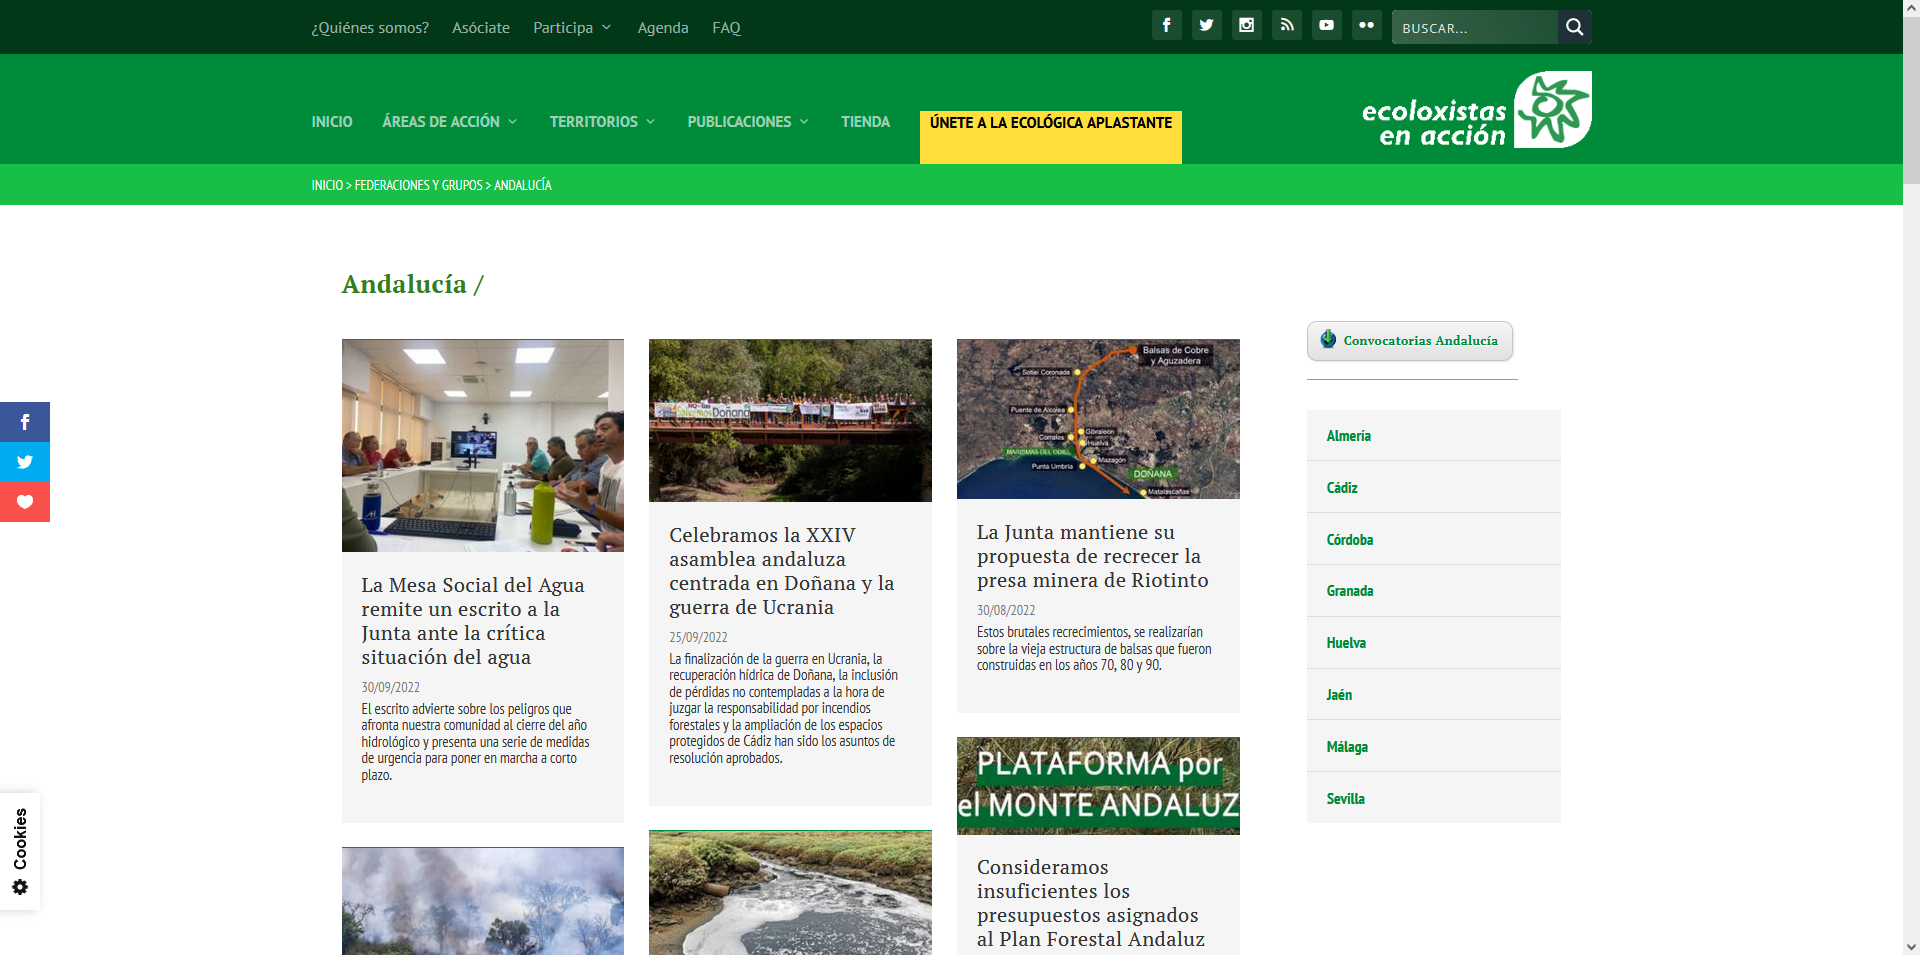 ¿Quiénes somos? Asóciate Participa Agenda FAQ
BUSCAR...
INICIO ÁREAS DE ACCIÓN TERRITORIOS PUBLICACIONES TIENDA ÚNETE A LA ECOLÓGICA APLASTANTE
ecoloxistas
en acción
INICIO > FEDERACIONES Y GRUPOS > ANDALUCÍA
Andalucía /
La Mesa Social del Agua
remite un escrito a la
Junta ante la crítica
situación del agua
30/09/2022
El escrito advierte sobre los peligros que
afronta nuestra comunidad al cierre del año
hidrológico y presenta una serie de medidas
de urgencia para poner en marcha a corto
plazo.
Salvemos Doñana
Celebramos la XXIV
asamblea andaluza
centrada en Doñana y la
guerra de Ucrania
25/09/2022
La finalización de la guerra en Ucrania, la
recuperación hídrica de Doñana, la inclusión
de pérdidas no contempladas a la hora de
juzgar la responsabilidad por incendios
forestales y la ampliación de los espacios
protegidos de Cádiz han sido los asuntos de
resolución aprobados.
Balsas de Cobre
y Aguzadera
Sotiel Coronada
Puente de Alcolea
Gibraleón
Corrales
Huelva
MARISMAS DEL ODIEL
Mazagón
Punta Umbría
DOÑANA
Matalascañas
La Junta mantiene su
propuesta de recrecer la
presa minera de Riotinto
30/08/2022
Estos brutales recrecimientos, se realizarían
sobre la vieja estructura de balsas que fueron
construidas en los años 70, 80 y 90.
PLATAFORMA por
el MONTE ANDALUZ
Consideramos
insuficientes los
presupuestos asignados
al Plan Forestal Andaluz
Convocatorias Andalucía
Almería
Cádiz
Córdoba
Granada
Huelva
Jaén
Málaga
Sevilla
Cookies